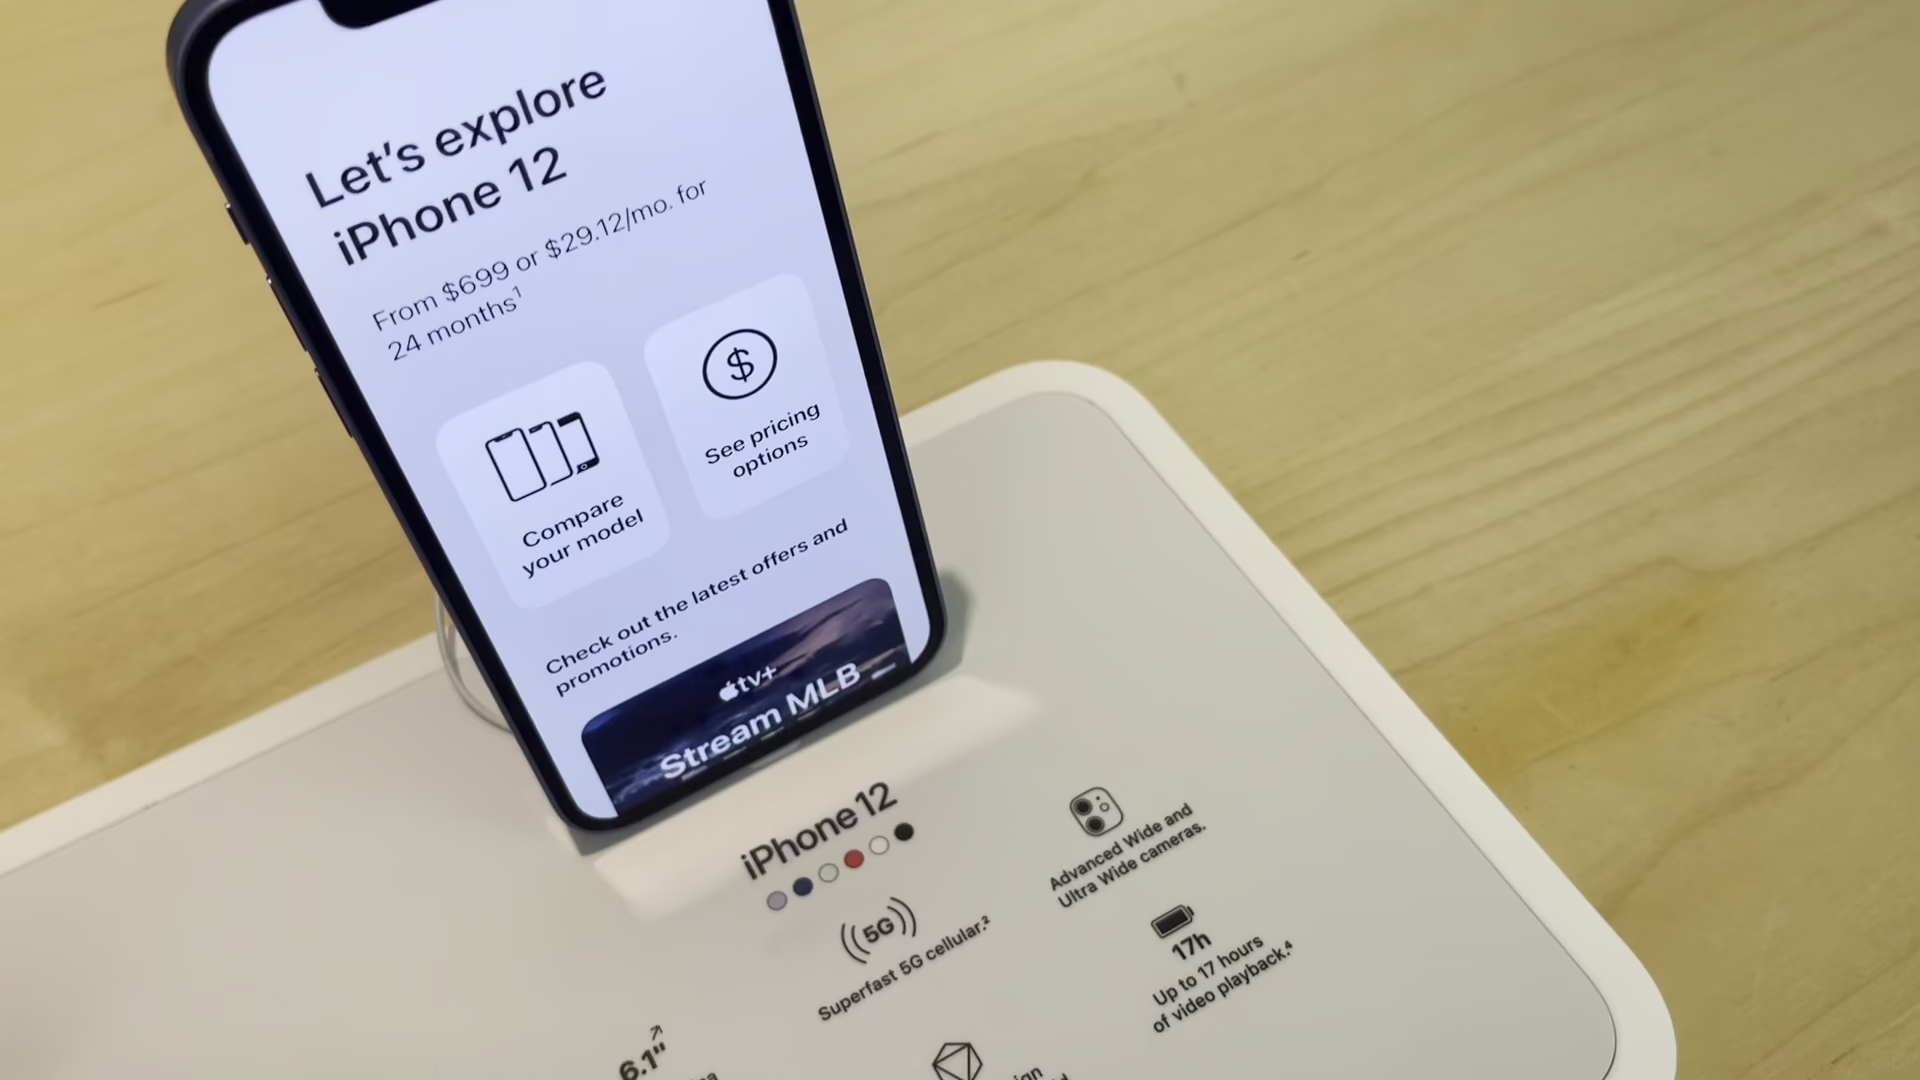 Let's explore
iPhone 12
From $699 or $29.12/mo. for
24 months¹
Compare
your model
See pricing
options
Check out the latest offers and
promotions.
tv+
Stream MLB
iPhone 12
5G
Superfast 5G cellular.²
Advanced Wide and
Ultra Wide cameras.
17h
Up to 17 hours
of video playback.⁴
6.1"